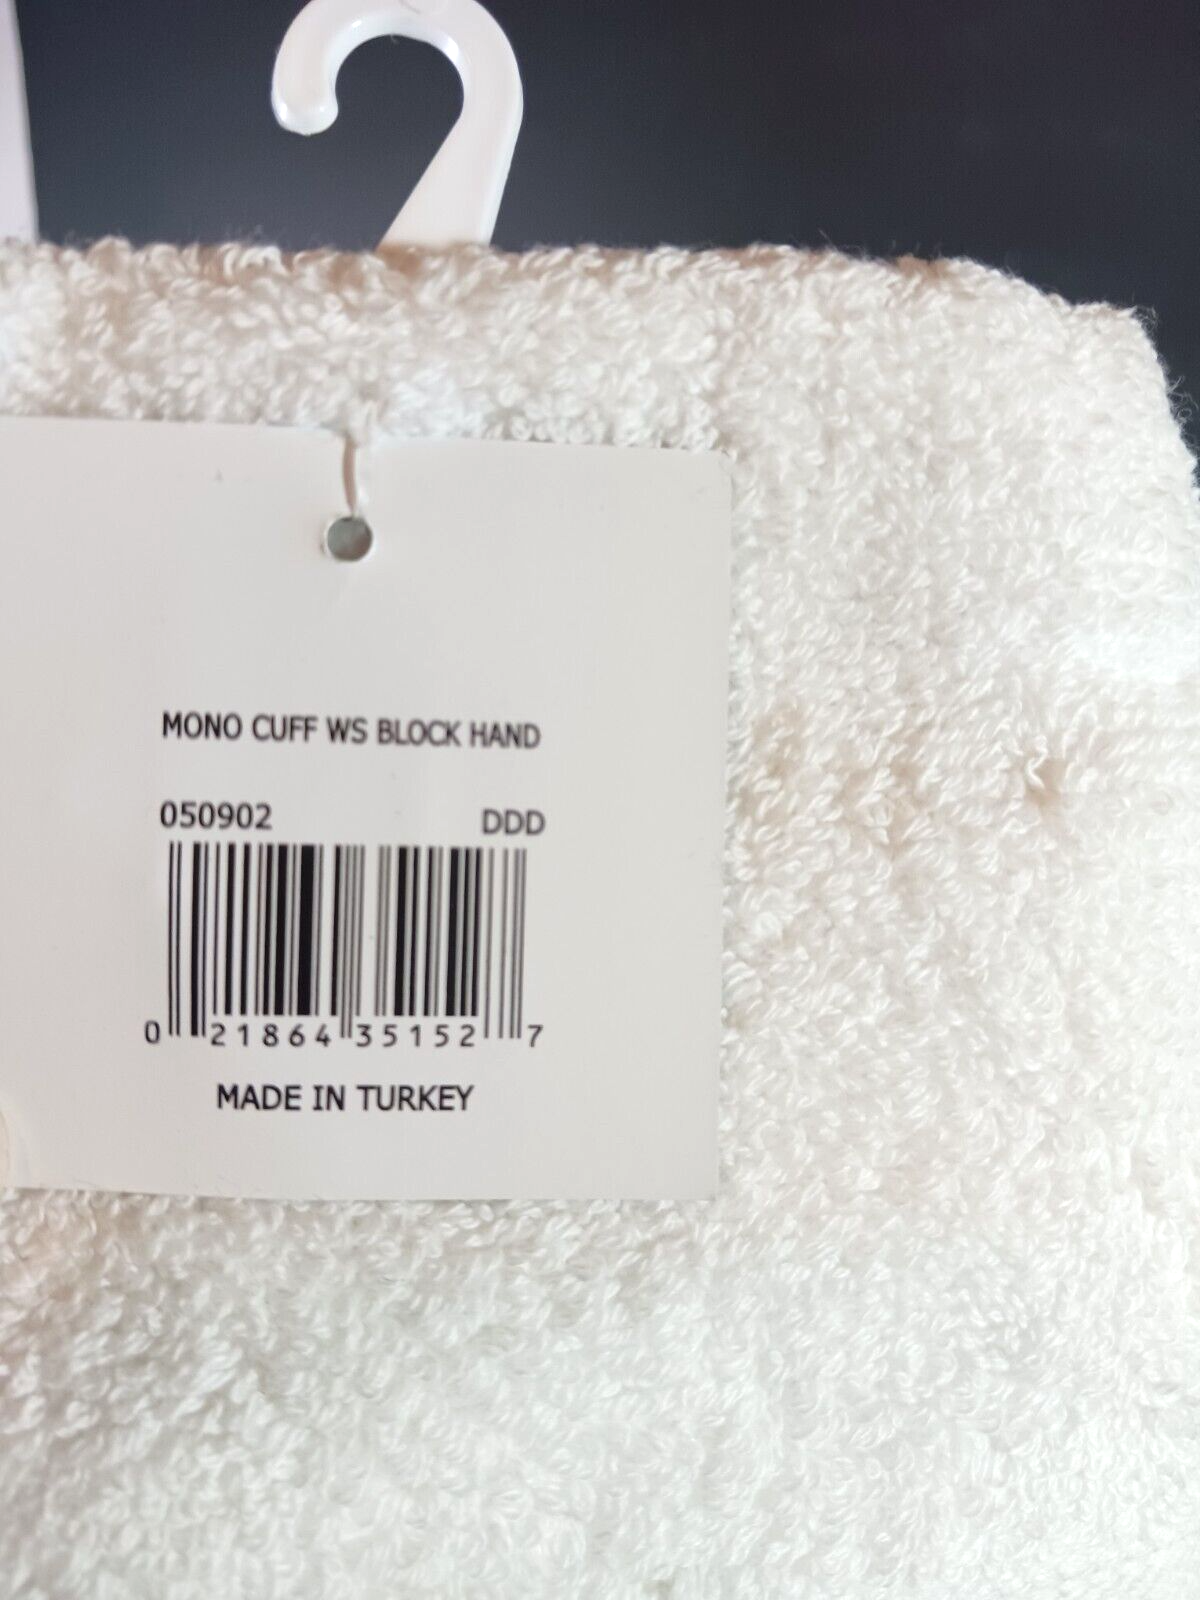 MONO CUFF WS BLOCK HAND
050902 DDD
0 21864 35152 7
MADE IN TURKEY